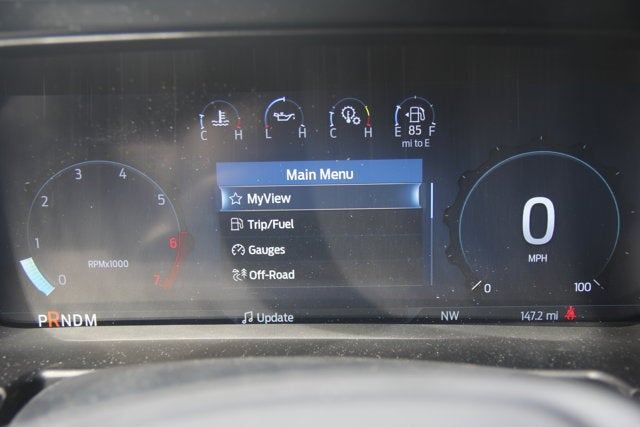 C H L H C H E 85 F
mi to E
Main Menu
MyView
Trip/Fuel
Gauges
Off-Road
0 1 2 3 4 5 6 7
RPMx1000
0
MPH
0 100
PRNDM
Update
NW
147.2 mi